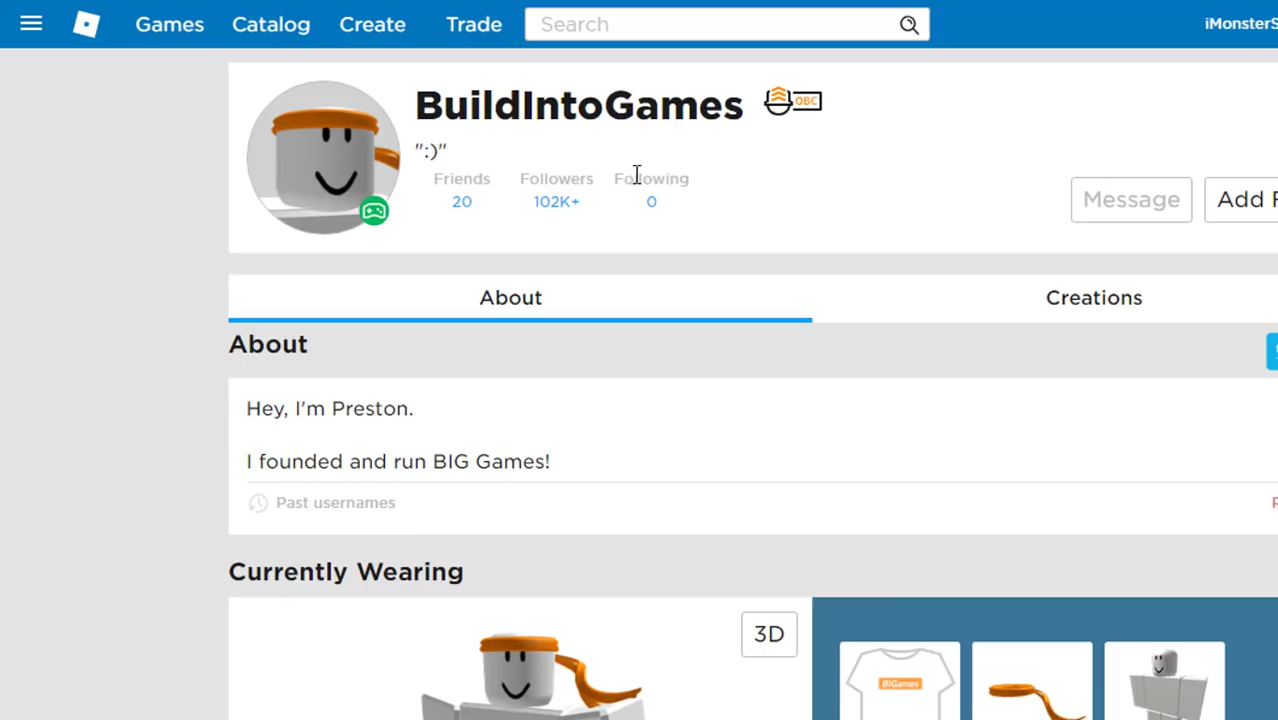 Games Catalog Create Trade Search iMonsterS
BuildIntoGames OBC
":)"
Friends Followers Following
20 102K+ 0
Message Add F
About Creations
About
Hey, I'm Preston.
I founded and run BIG Games!
Past usernames
Currently Wearing
3D
BIGames